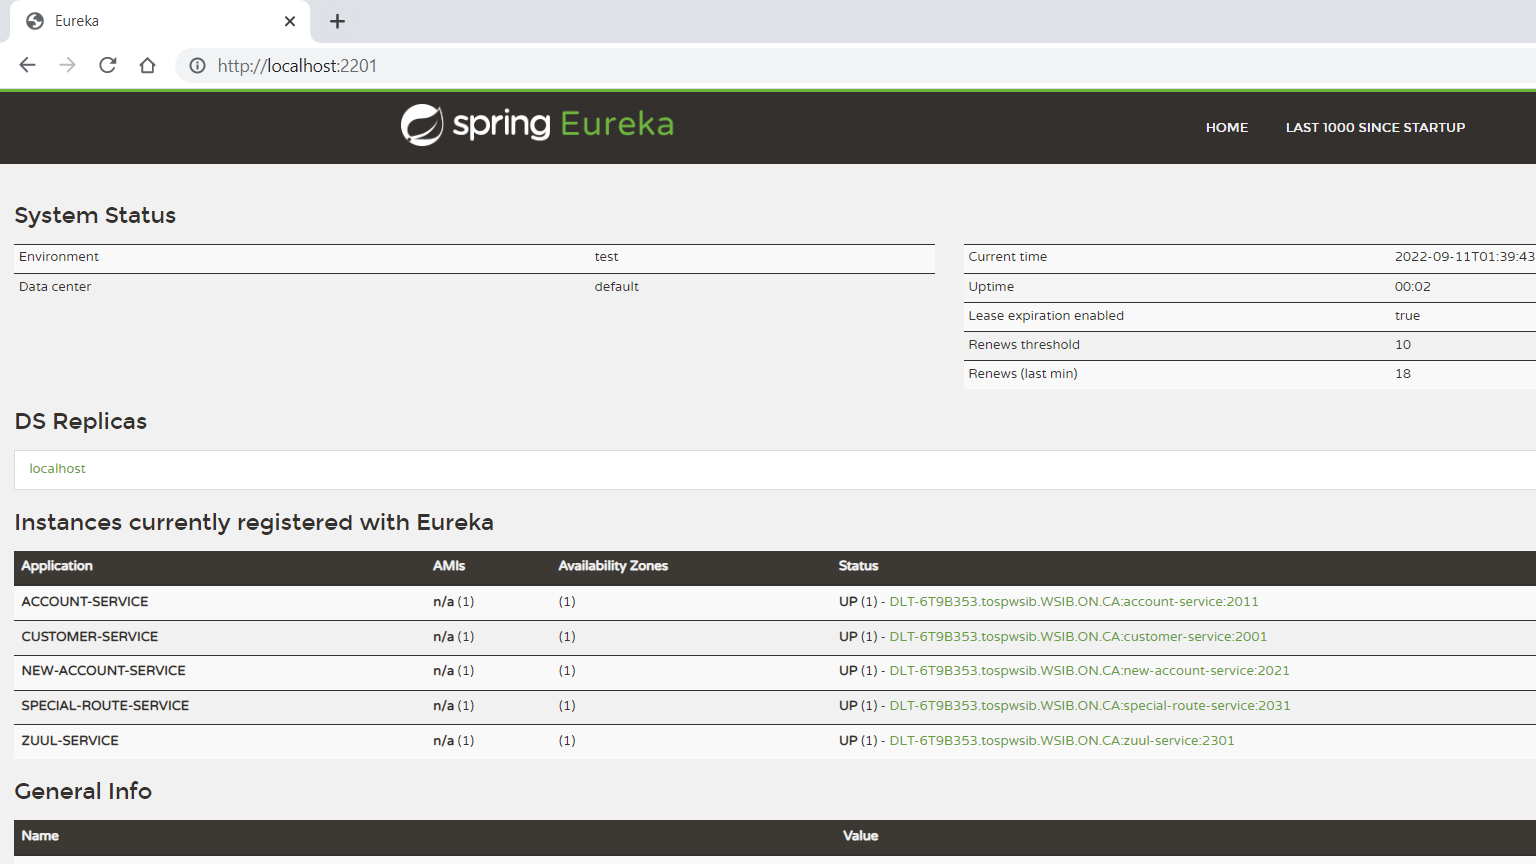 Eureka
http://localhost:2201
spring Eureka
HOME LAST 1000 SINCE STARTUP
System Status
Environment test
Data center default
Current time 2022-09-11T01:39:43
Uptime 00:02
Lease expiration enabled true
Renews threshold 10
Renews (last min) 18
DS Replicas
localhost
Instances currently registered with Eureka
Application AMIs Availability Zones Status
ACCOUNT-SERVICE n/a (1) (1) UP (1) - DLT-6T9B353.tospwsib.WSIB.ON.CA:account-service:2011
CUSTOMER-SERVICE n/a (1) (1) UP (1) - DLT-6T9B353.tospwsib.WSIB.ON.CA:customer-service:2001
NEW-ACCOUNT-SERVICE n/a (1) (1) UP (1) - DLT-6T9B353.tospwsib.WSIB.ON.CA:new-account-service:2021
SPECIAL-ROUTE-SERVICE n/a (1) (1) UP (1) - DLT-6T9B353.tospwsib.WSIB.ON.CA:special-route-service:2031
ZUUL-SERVICE n/a (1) (1) UP (1) - DLT-6T9B353.tospwsib.WSIB.ON.CA:zuul-service:2301
General Info
Name Value